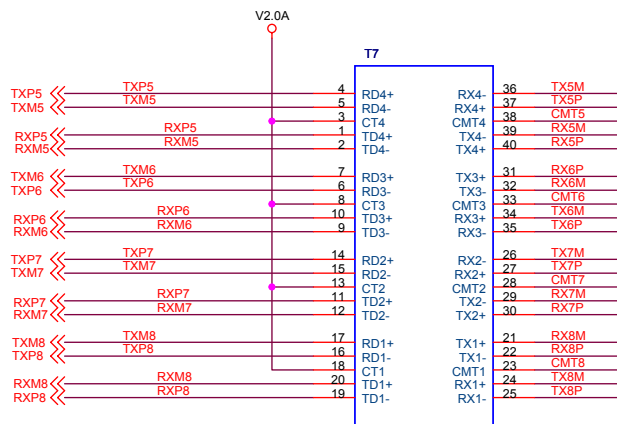 V2.0A
T7
TXP5 TXP5 4 RD4+ RX4- 36 TX5M
TXM5 TXM5 5 RD4- RX4+ 37 TX5P
3 CT4 CMT4 38 CMT5
RXP5 RXP5 1 TD4+ TX4- 39 RX5M
RXM5 RXM5 2 TD4- TX4+ 40 RX5P
TXM6 TXM6 7 RD3+ TX3+ 31 RX6P
TXP6 TXP6 6 RD3- TX3- 32 RX6M
8 CT3 CMT3 33 CMT6
RXP6 RXP6 10 TD3+ RX3+ 34 TX6M
RXM6 RXM6 9 TD3- RX3- 35 TX6P
TXP7 TXP7 14 RD2+ RX2- 26 TX7M
TXM7 TXM7 15 RD2- RX2+ 27 TX7P
13 CT2 CMT2 28 CMT7
RXP7 RXP7 11 TD2+ TX2- 29 RX7M
RXM7 RXM7 12 TD2- TX2+ 30 RX7P
TXM8 TXM8 17 RD1+ TX1+ 21 RX8M
TXP8 TXP8 16 RD1- TX1- 22 RX8P
18 CT1 CMT1 23 CMT8
RXM8 RXM8 20 TD1+ RX1+ 24 TX8M
RXP8 RXP8 19 TD1- RX1- 25 TX8P